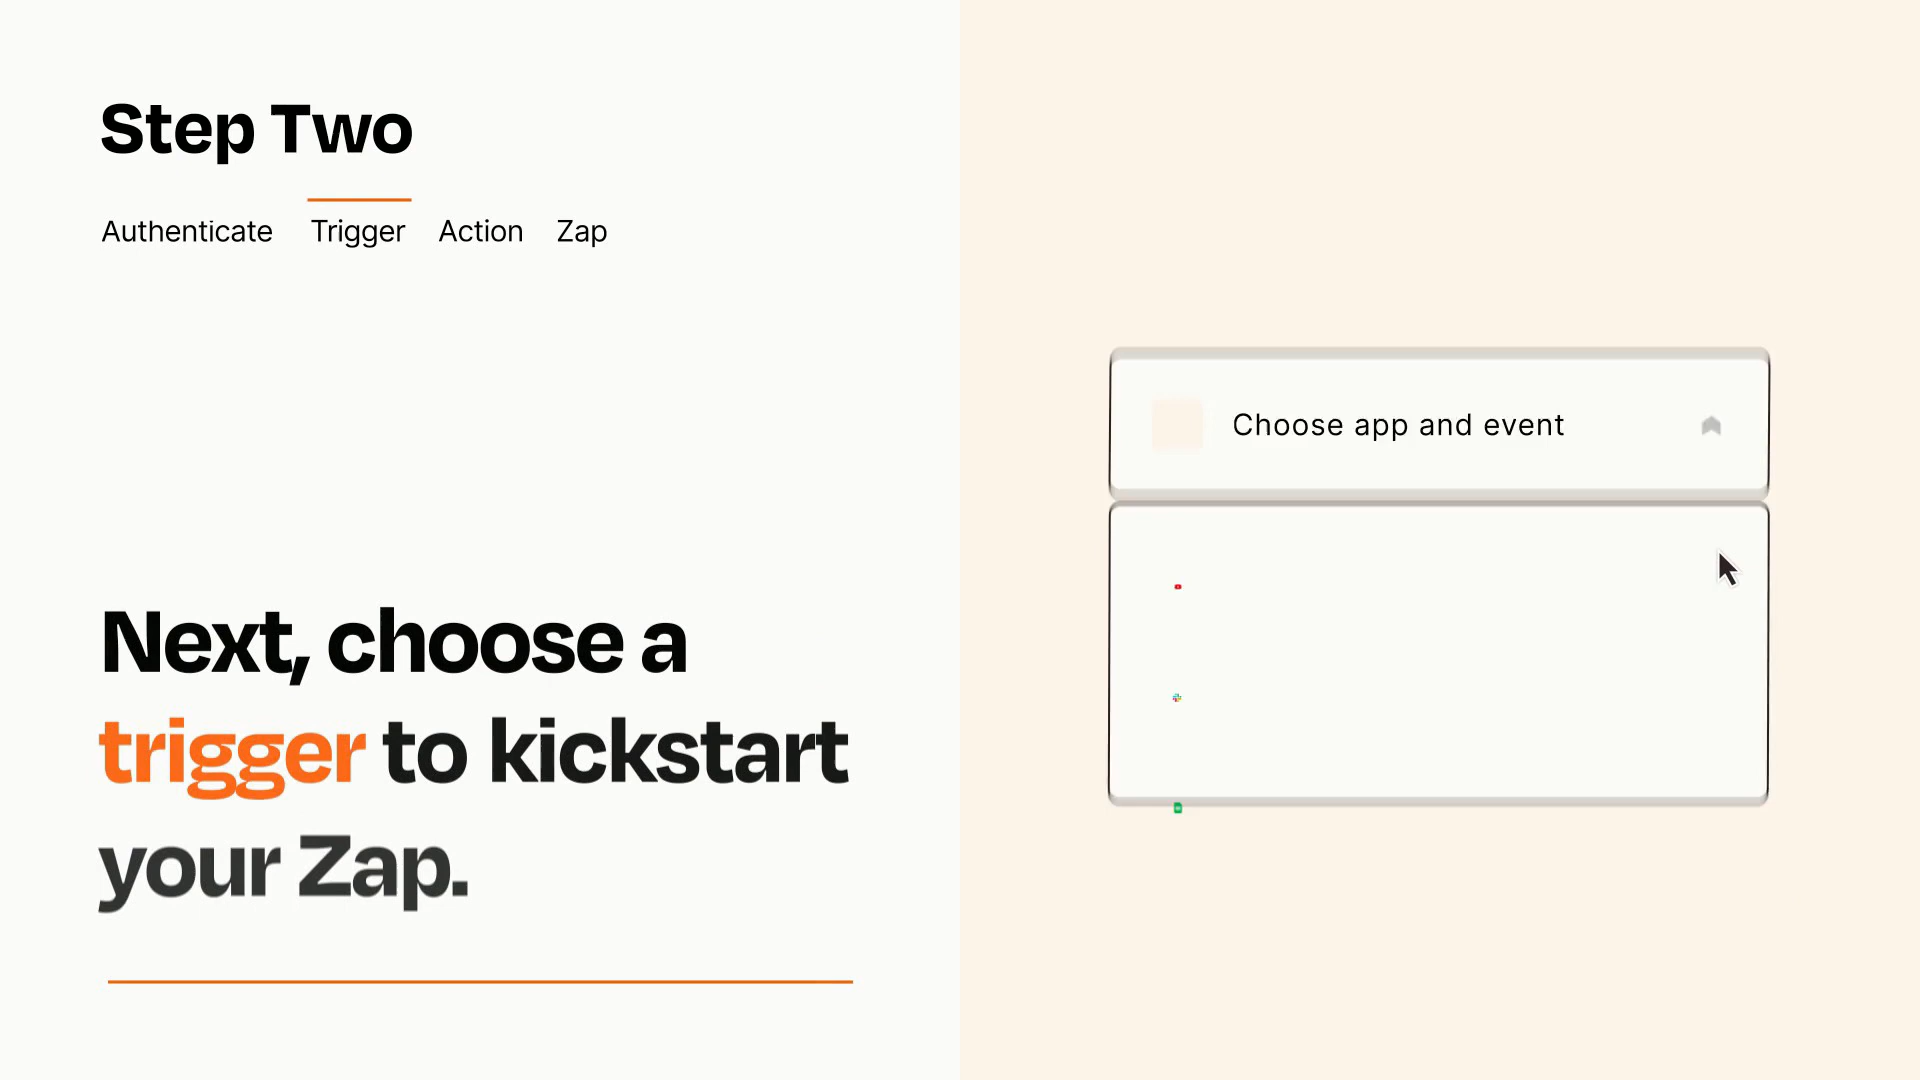 Step Two
Authenticate Trigger Action Zap
Next, choose a
trigger to kickstart
your Zap.
Choose app and event